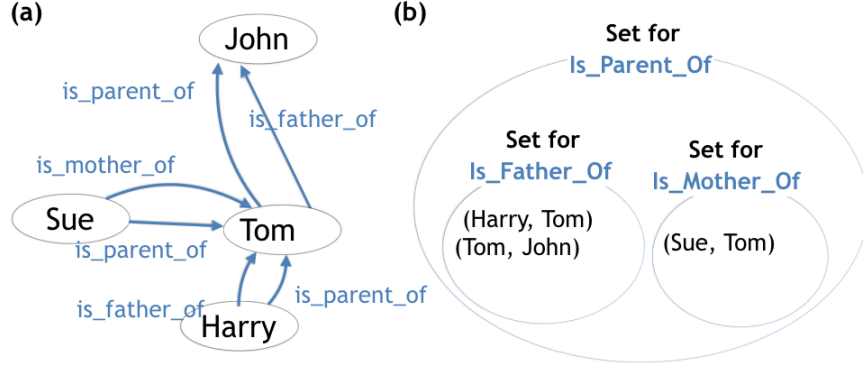 (a)
John
is_parent_of
is_father_of
is_mother_of
Sue
Tom
is_parent_of
is_father_of
is_parent_of
Harry
(b)
Set for
Is_Parent_Of
Set for
Is_Father_Of
(Harry, Tom)
(Tom, John)
Set for
Is_Mother_Of
(Sue, Tom)